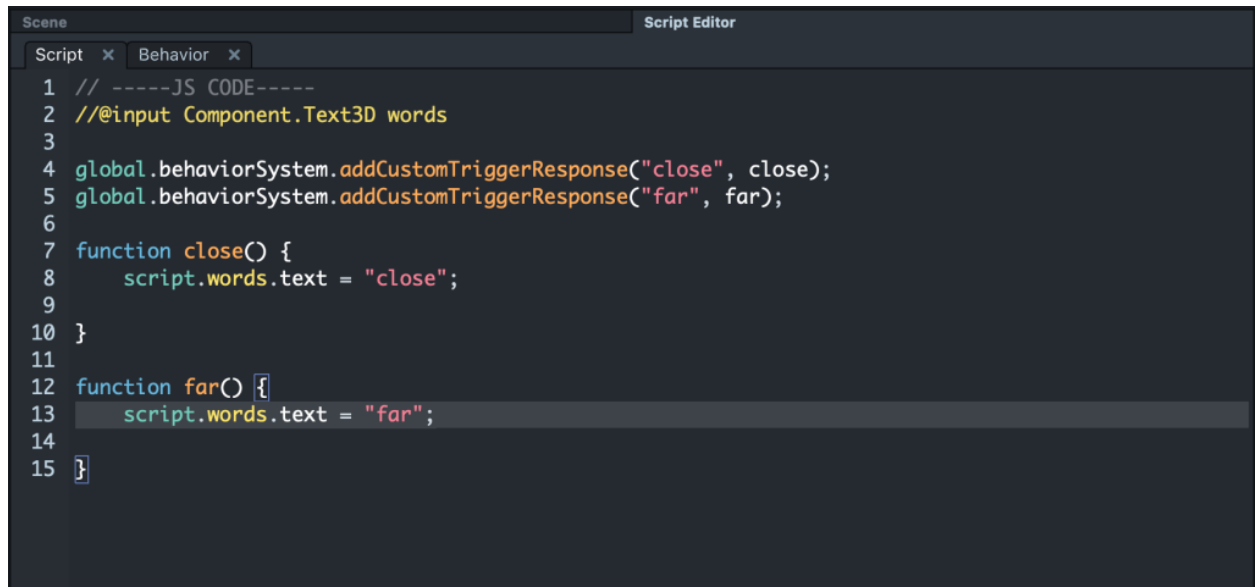 Scene
Script Editor
Script × Behavior ×
1 // -----JS CODE-----
2 //@input Component.Text3D words
3
4 global.behaviorSystem.addCustomTriggerResponse("close", close);
5 global.behaviorSystem.addCustomTriggerResponse("far", far);
6
7 function close() {
8     script.words.text = "close";
9
10 }
11
12 function far() {
13     script.words.text = "far";
14
15 }